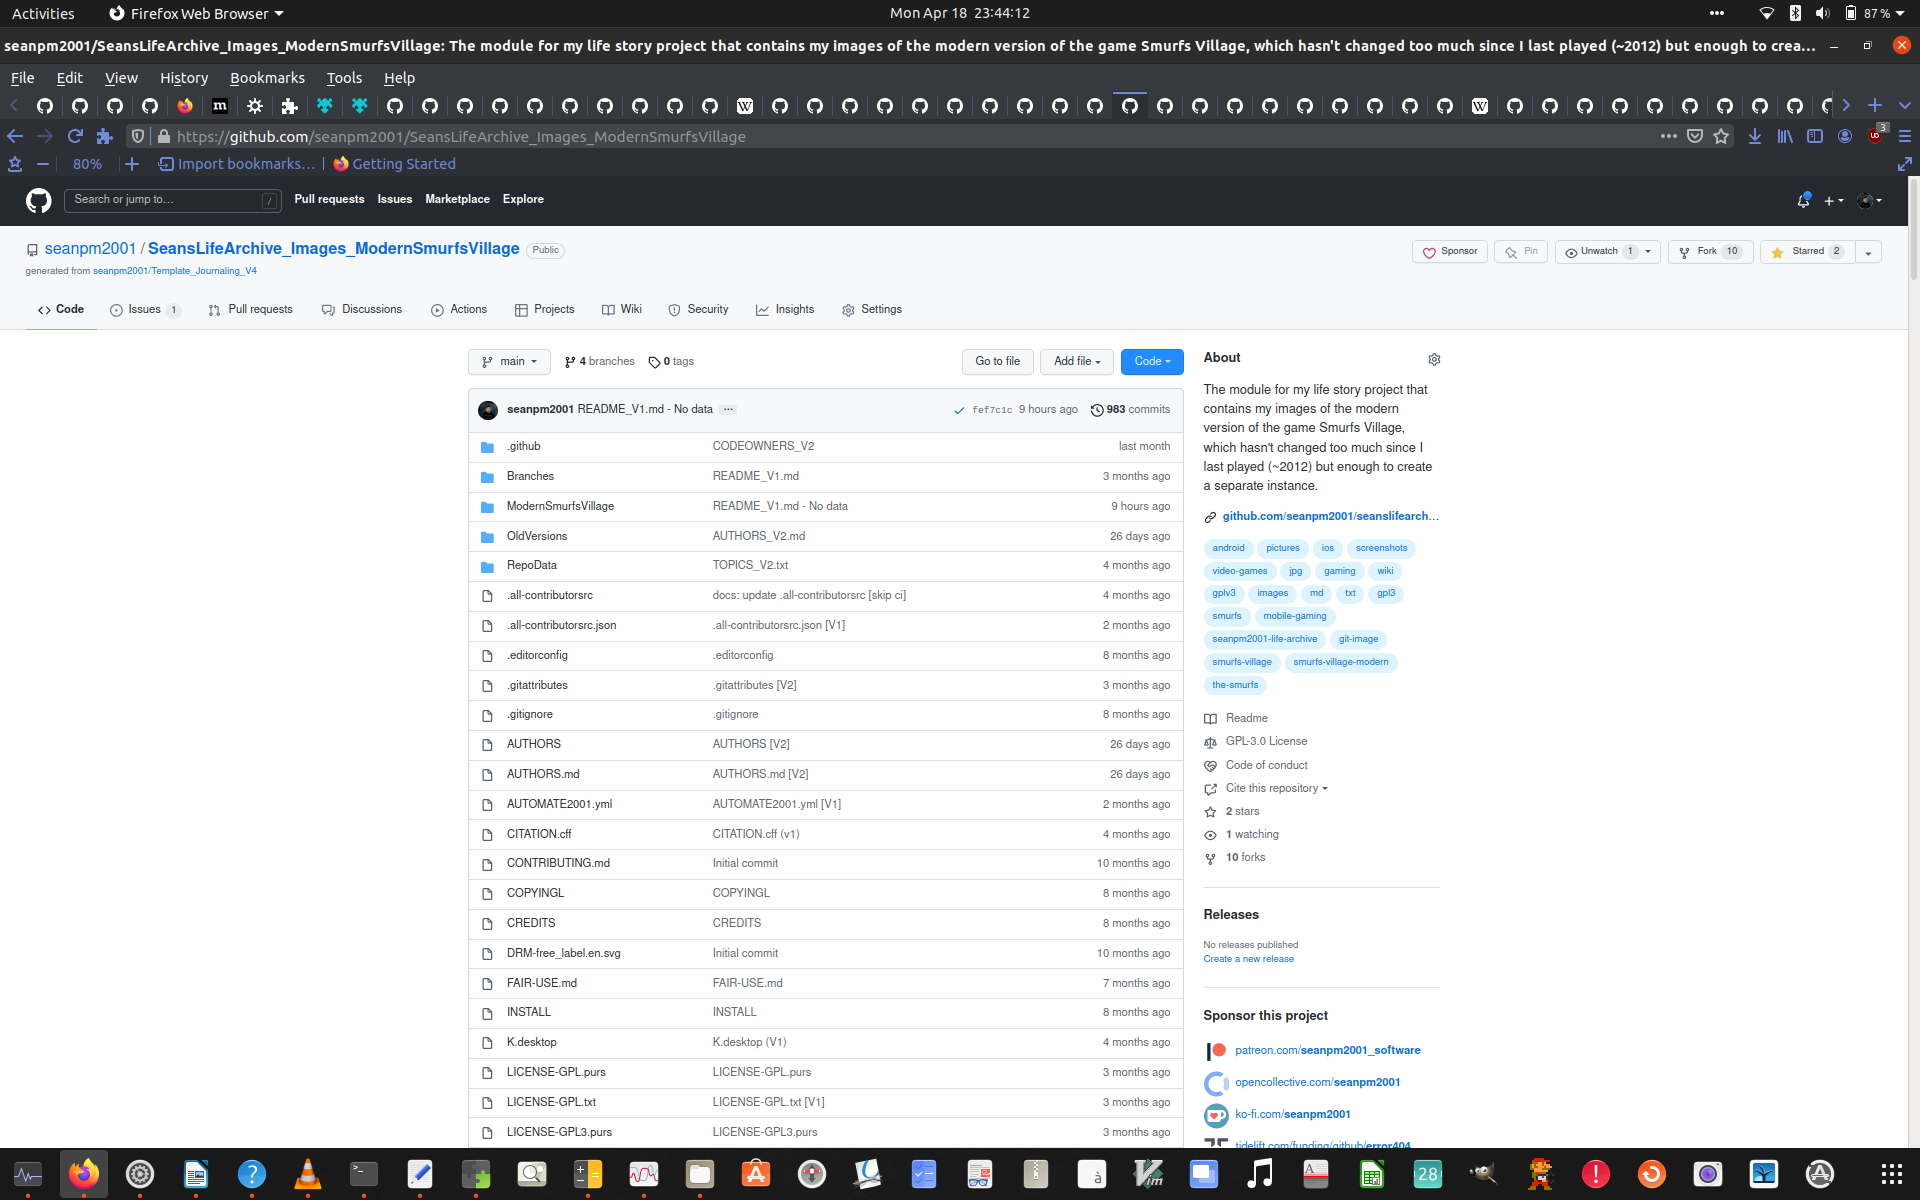 Activities
Firefox Web Browser
Mon Apr 18 23:44:12
87 %
seanpm2001/SeansLifeArchive_Images_ModernSmurfsVillage: The module for my life story project that contains my images of the modern version of the game Smurfs Village, which hasn't changed too much since I last played (~2012) but enough to crea…
File Edit View History Bookmarks Tools Help
https://github.com/seanpm2001/SeansLifeArchive_Images_ModernSmurfsVillage
3
80%
Import bookmarks…
Getting Started
Search or jump to…
/
Pull requests Issues Marketplace Explore
seanpm2001 / SeansLifeArchive_Images_ModernSmurfsVillage Public
Sponsor
Pin
Unwatch 1
Fork 10
Starred 2
generated from seanpm2001/Template_Journaling_V4
Code
Issues 1
Pull requests
Discussions
Actions
Projects
Wiki
Security
Insights
Settings
main
4 branches
0 tags
Go to file
Add file
Code
seanpm2001 README_V1.md - No data ...
fef7c1c 9 hours ago
983 commits
.github CODEOWNERS_V2 last month
Branches README_V1.md 3 months ago
ModernSmurfsVillage README_V1.md - No data 9 hours ago
OldVersions AUTHORS_V2.md 26 days ago
RepoData TOPICS_V2.txt 4 months ago
.all-contributorsrc docs: update .all-contributorsrc [skip ci] 4 months ago
.all-contributorsrc.json .all-contributorsrc.json [V1] 2 months ago
.editorconfig .editorconfig 8 months ago
.gitattributes .gitattributes [V2] 3 months ago
.gitignore .gitignore 8 months ago
AUTHORS AUTHORS [V2] 26 days ago
AUTHORS.md AUTHORS.md [V2] 26 days ago
AUTOMATE2001.yml AUTOMATE2001.yml [V1] 2 months ago
CITATION.cff CITATION.cff (v1) 4 months ago
CONTRIBUTING.md Initial commit 10 months ago
COPYINGL COPYINGL 8 months ago
CREDITS CREDITS 8 months ago
DRM-free_label.en.svg Initial commit 10 months ago
FAIR-USE.md FAIR-USE.md 7 months ago
INSTALL INSTALL 8 months ago
K.desktop K.desktop (V1) 4 months ago
LICENSE-GPL.purs LICENSE-GPL.purs 3 months ago
LICENSE-GPL.txt LICENSE-GPL.txt [V1] 3 months ago
LICENSE-GPL3.purs LICENSE-GPL3.purs 3 months ago
About
The module for my life story project that
contains my images of the modern
version of the game Smurfs Village,
which hasn't changed too much since I
last played (~2012) but enough to create
a separate instance.
github.com/seanpm2001/seanslifearch…
android pictures ios screenshots
video-games jpg gaming wiki
gplv3 images md txt gpl3
smurfs mobile-gaming
seanpm2001-life-archive git-image
smurfs-village smurfs-village-modern
the-smurfs
Readme
GPL-3.0 License
Code of conduct
Cite this repository
2 stars
1 watching
10 forks
Releases
No releases published
Create a new release
Sponsor this project
patreon.com/seanpm2001_software
opencollective.com/seanpm2001
ko-fi.com/seanpm2001
tidelift.com/funding/github/error404
28